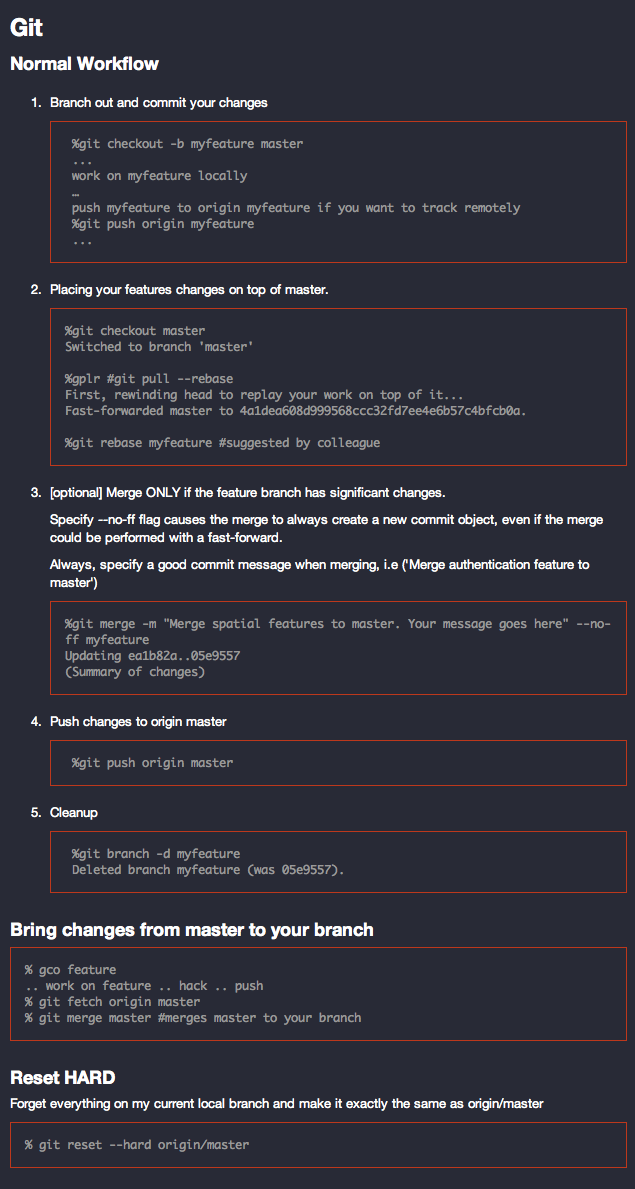 Git
Normal Workflow
1. Branch out and commit your changes
%git checkout -b myfeature master
...
work on myfeature locally
…
push myfeature to origin myfeature if you want to track remotely
%git push origin myfeature
...
2. Placing your features changes on top of master.
%git checkout master
Switched to branch 'master'
%gplr #git pull --rebase
First, rewinding head to replay your work on top of it...
Fast-forwarded master to 4a1dea608d999568ccc32fd7ee4e6b57c4bfcb0a.
%git rebase myfeature #suggested by colleague
3. [optional] Merge ONLY if the feature branch has significant changes.
Specify --no-ff flag causes the merge to always create a new commit object, even if the merge
could be performed with a fast-forward.
Always, specify a good commit message when merging, i.e ('Merge authentication feature to
master')
%git merge -m "Merge spatial features to master. Your message goes here" --no-
ff myfeature
Updating ea1b82a..05e9557
(Summary of changes)
4. Push changes to origin master
%git push origin master
5. Cleanup
%git branch -d myfeature
Deleted branch myfeature (was 05e9557).
Bring changes from master to your branch
% gco feature
.. work on feature .. hack .. push
% git fetch origin master
% git merge master #merges master to your branch
Reset HARD
Forget everything on my current local branch and make it exactly the same as origin/master
% git reset --hard origin/master